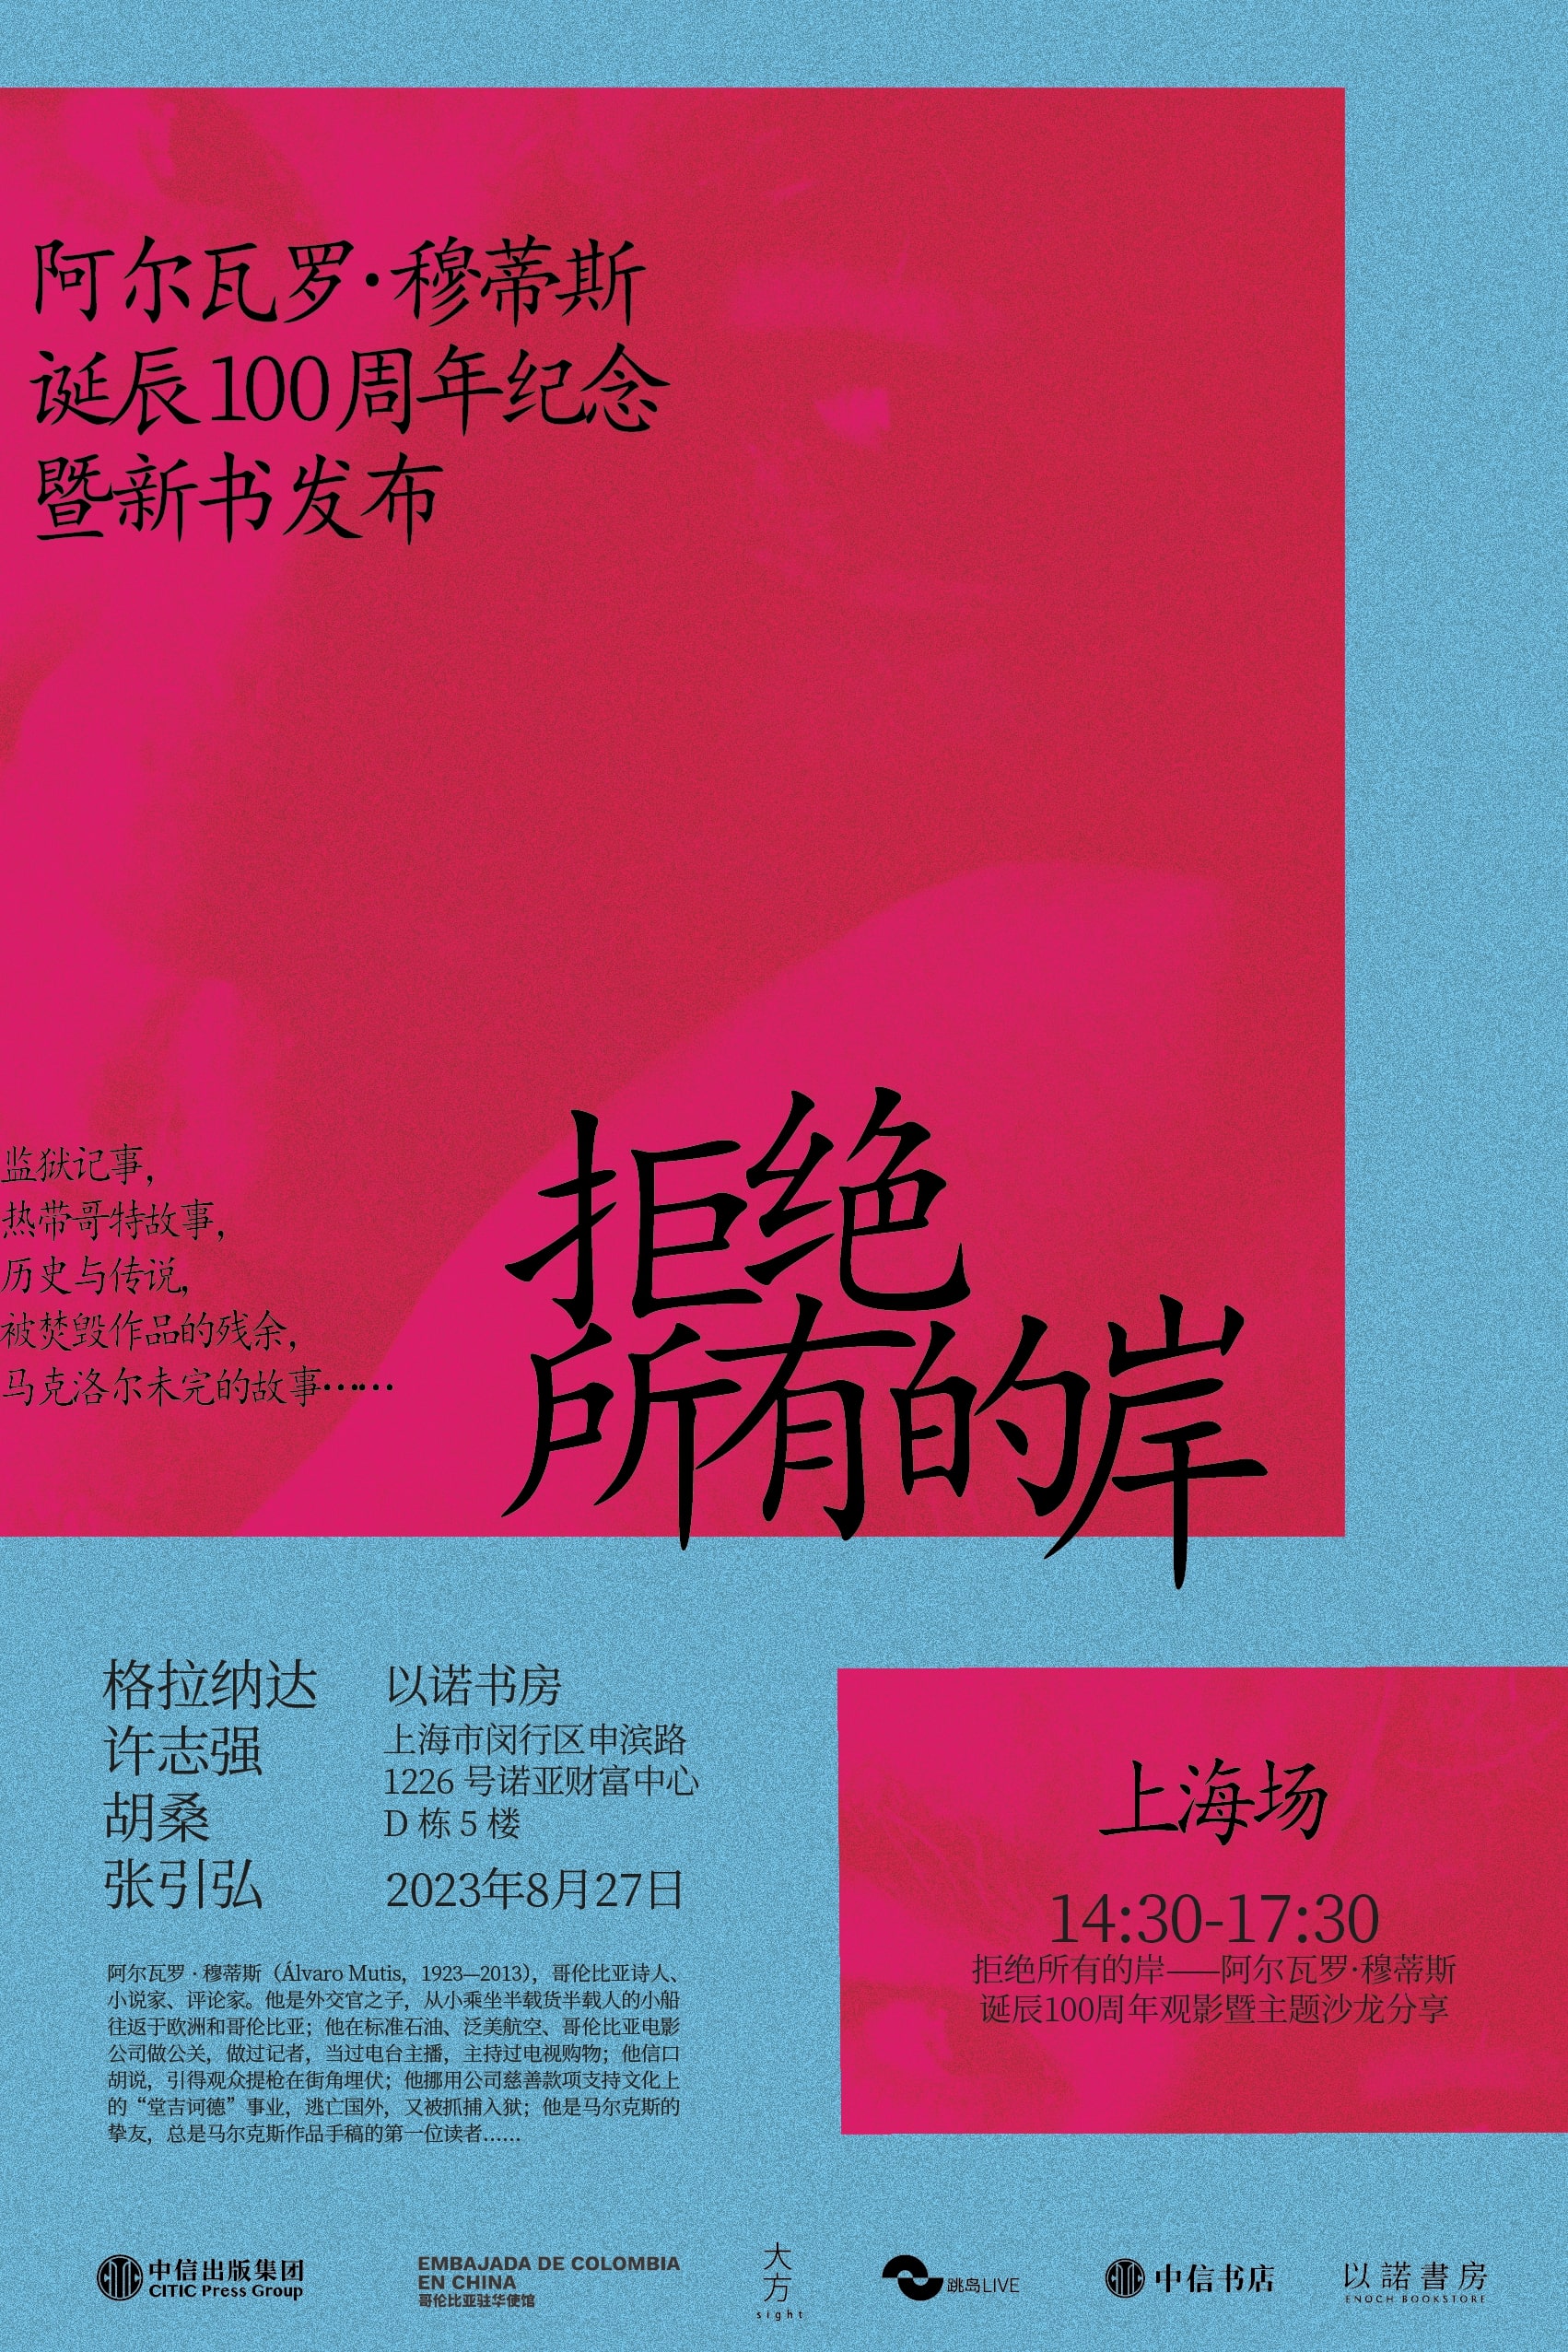 阿尔瓦罗·穆蒂斯
诞辰100周年纪念
暨新书发布
监狱记事，
热带哥特故事，
历史与传说，
被焚毁作品的残余，
马克洛尔未完的故事……
拒绝
所有的岸
格拉纳达
许志强
胡桑
张引弘
以诺书房
上海市闵行区申滨路
1226 号诺亚财富中心
D 栋 5 楼
2023年8月27日
阿尔瓦罗 · 穆蒂斯（Álvaro Mutis，1923—2013），哥伦比亚诗人、
小说家、评论家。他是外交官之子，从小乘坐半载货半载人的小船
往返于欧洲和哥伦比亚；他在标准石油、泛美航空、哥伦比亚电影
公司做公关，做过记者，当过电台主播，主持过电视购物；他信口
胡说，引得观众提枪在街角埋伏；他挪用公司慈善款项支持文化上
的“堂吉诃德”事业，逃亡国外，又被抓捕入狱；他是马尔克斯的
挚友，总是马尔克斯作品手稿的第一位读者……
上海场
14:30-17:30
拒绝所有的岸——阿尔瓦罗·穆蒂斯
诞辰100周年观影暨主题沙龙分享
中信出版集团
CITIC Press Group
EMBAJADA DE COLOMBIA
EN CHINA
哥伦比亚驻华使馆
大方
sight
跳岛LIVE
中信书店
以諾書房
ENOCH BOOKSTORE